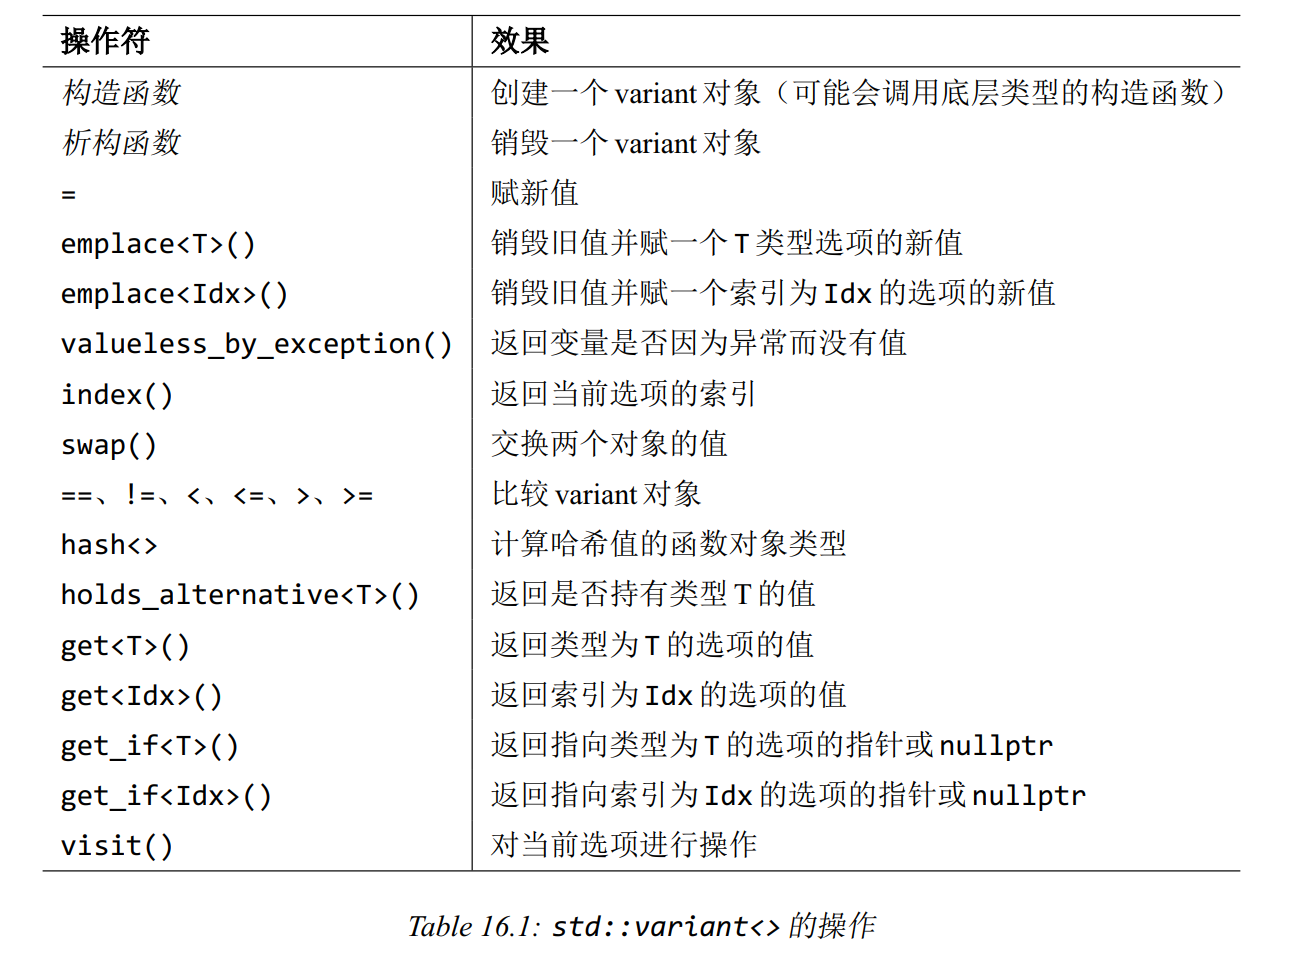 操作符 效果
构造函数 创建一个 variant 对象（可能会调用底层类型的构造函数）
析构函数 销毁一个 variant 对象
= 赋新值
emplace<T>() 销毁旧值并赋一个 T 类型选项的新值
emplace<Idx>() 销毁旧值并赋一个索引为 Idx 的选项的新值
valueless_by_exception() 返回变量是否因为异常而没有值
index() 返回当前选项的索引
swap() 交换两个对象的值
==、!=、<、<=、>、>= 比较 variant 对象
hash<> 计算哈希值的函数对象类型
holds_alternative<T>() 返回是否持有类型 T 的值
get<T>() 返回类型为 T 的选项的值
get<Idx>() 返回索引为 Idx 的选项的值
get_if<T>() 返回指向类型为 T 的选项的指针或 nullptr
get_if<Idx>() 返回指向索引为 Idx 的选项的指针或 nullptr
visit() 对当前选项进行操作
Table 16.1: std::variant<> 的操作